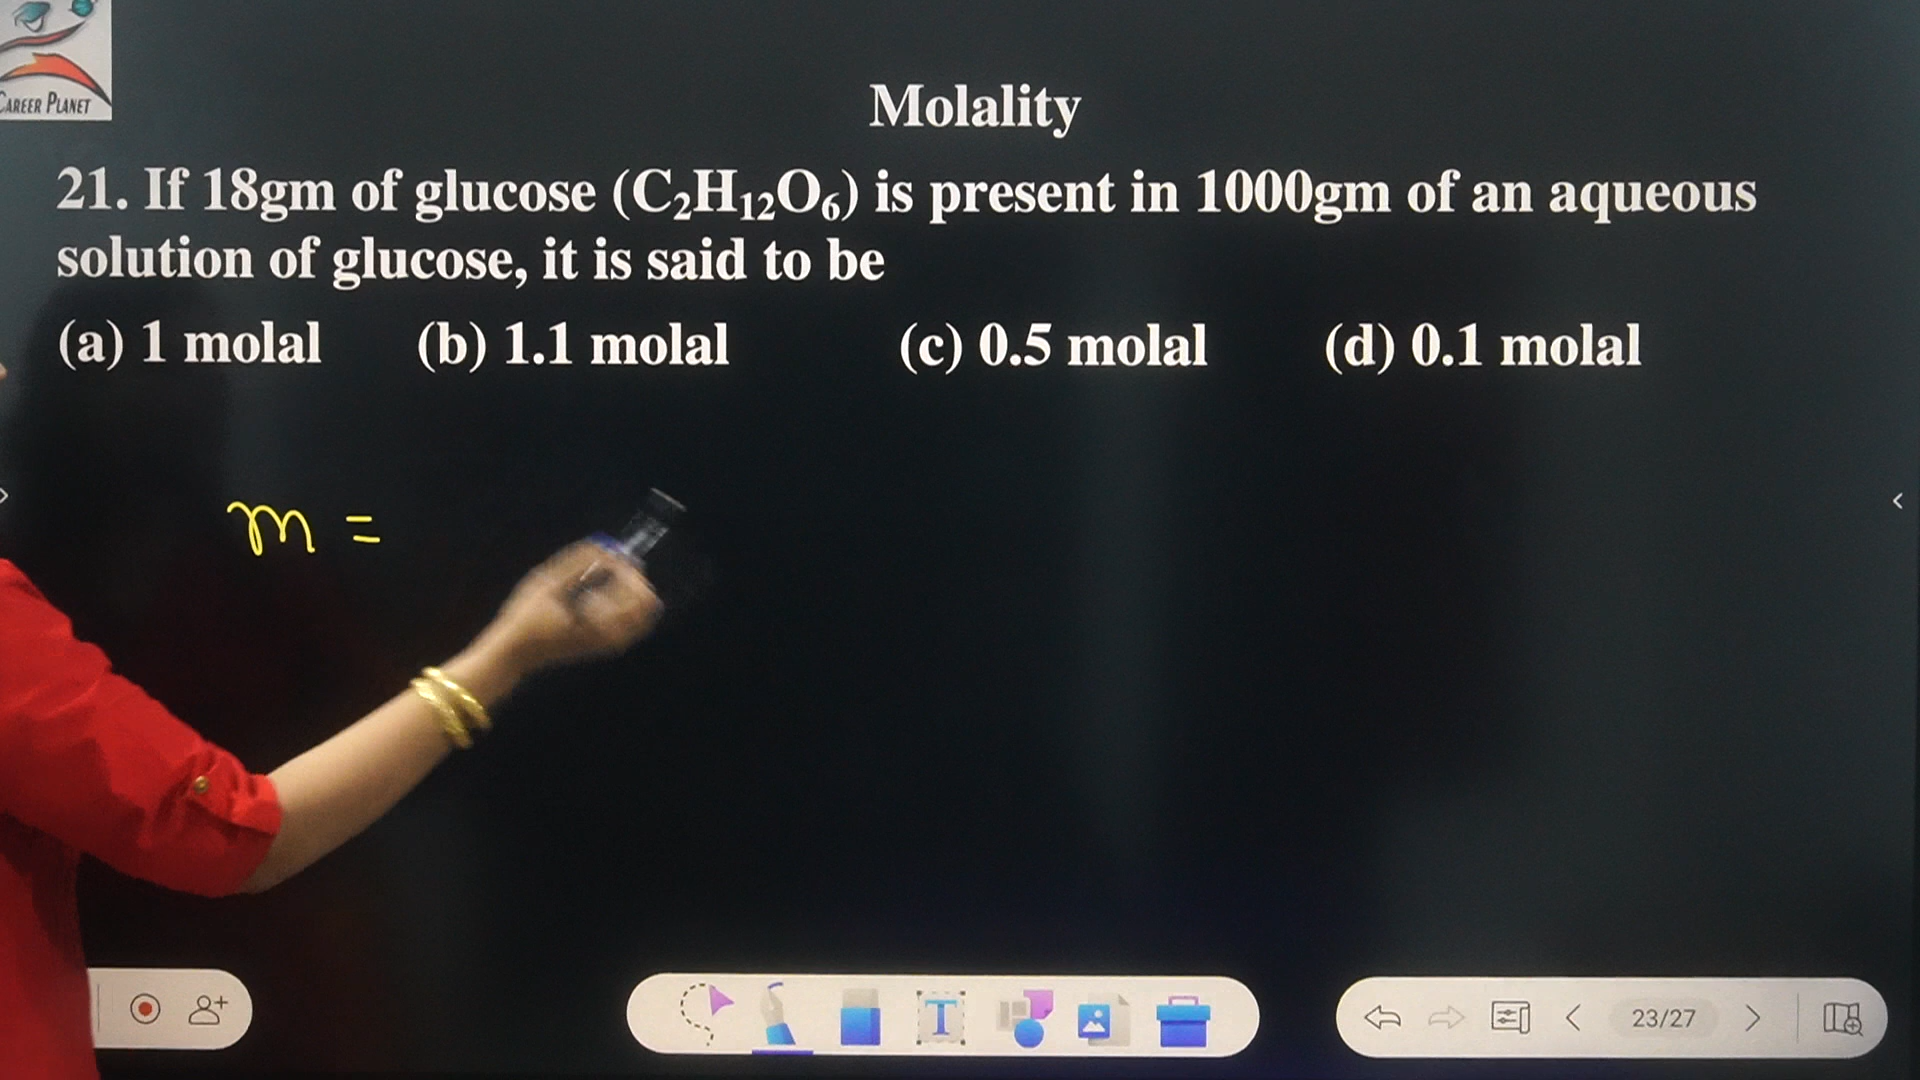 CAREER PLANET
Molality
21. If 18gm of glucose (C₂H₁₂O₆) is present in 1000gm of an aqueous
solution of glucose, it is said to be
(a) 1 molal (b) 1.1 molal (c) 0.5 molal (d) 0.1 molal
m =
T
23/27